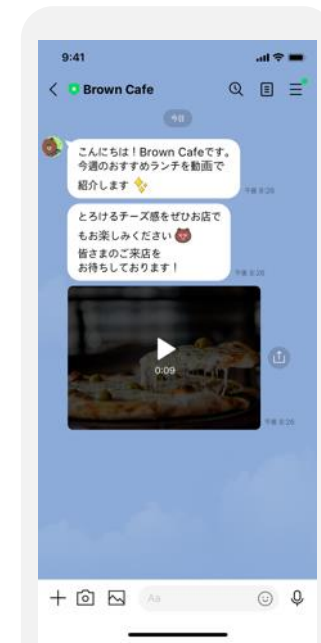 9:41
Brown Cafe
今日
こんにちは！Brown Cafeです。
今週のおすすめランチを動画で
紹介します
午後 8:26
とろけるチーズ感をぜひお店で
もお楽しみください
皆さまのご来店を
お待ちしております！
午後 8:26
0:09
午後 8:26
Aa